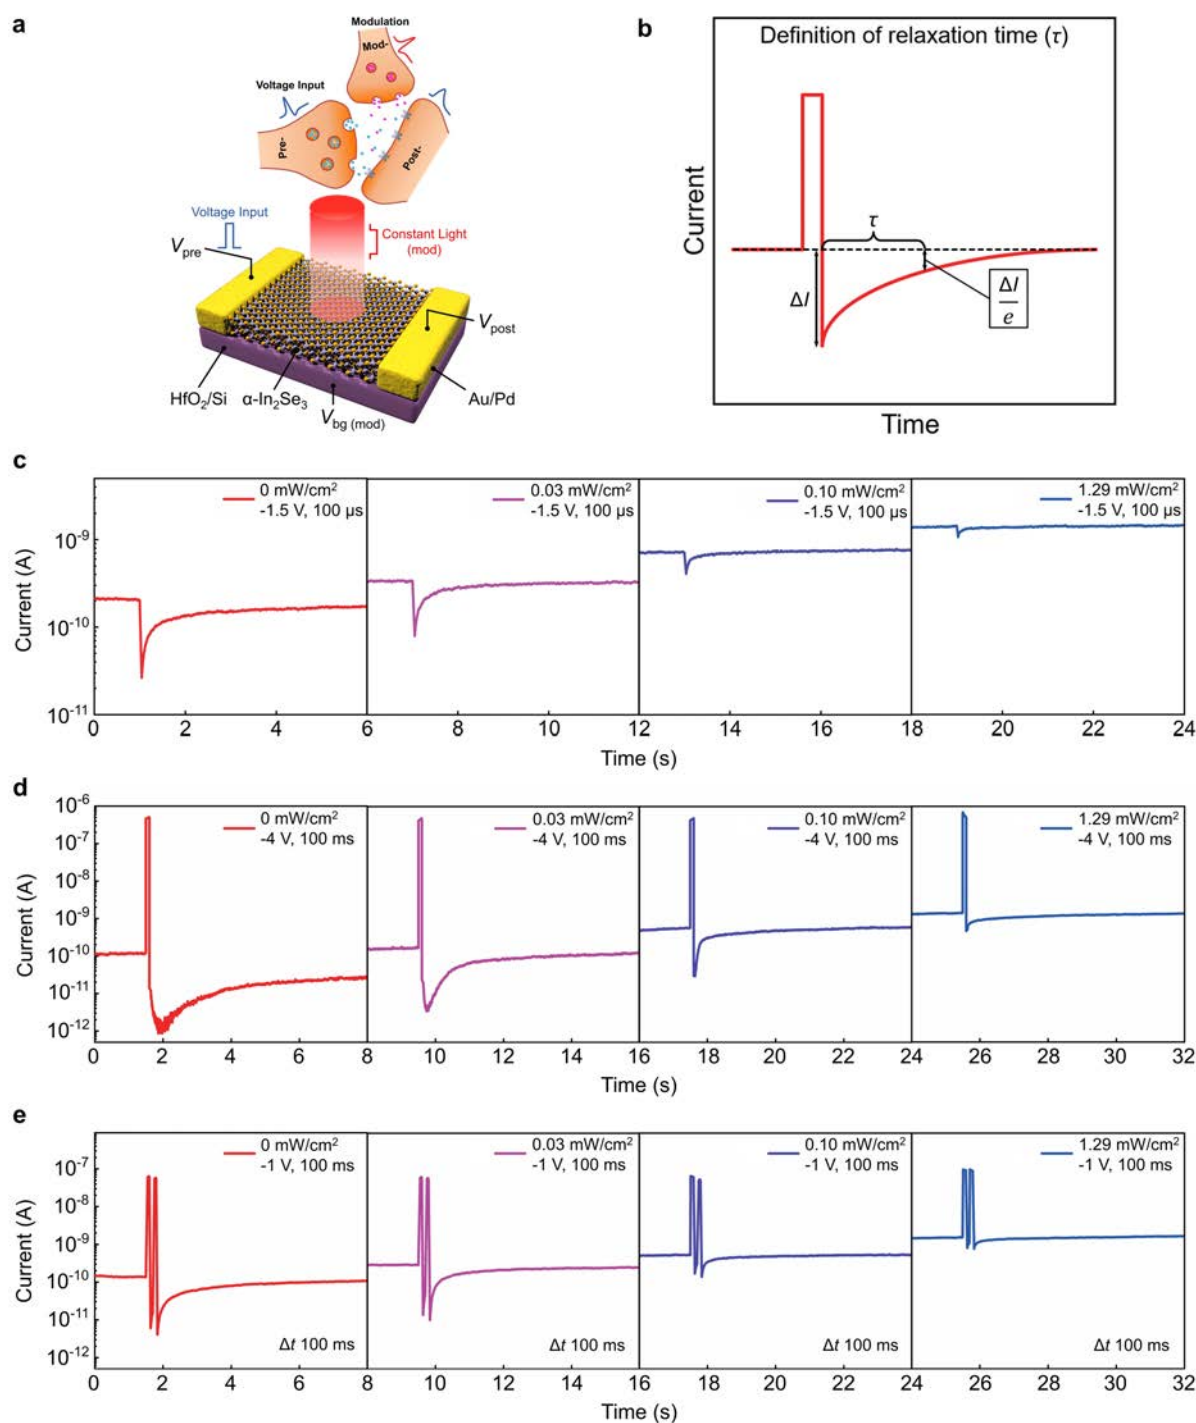 a
Modulation
Mod-
Voltage Input
Pre-
Post-
Voltage Input
Constant Light
(mod)
Vpre
Vpost
HfO2/Si
α-In2Se3
Vbg (mod)
Au/Pd
b
Definition of relaxation time (τ)
Current
τ
ΔI
ΔI
e
Time
c
0 mW/cm²
-1.5 V, 100 μs
0.03 mW/cm²
-1.5 V, 100 μs
0.10 mW/cm²
-1.5 V, 100 μs
1.29 mW/cm²
-1.5 V, 100 μs
Current (A)
10⁻⁹
10⁻¹⁰
10⁻¹¹
0 2 4 6 8 10 12 14 16 18 20 22 24
Time (s) Time (s)
d
0 mW/cm²
-4 V, 100 ms
0.03 mW/cm²
-4 V, 100 ms
0.10 mW/cm²
-4 V, 100 ms
1.29 mW/cm²
-4 V, 100 ms
Current (A)
10⁻⁶
10⁻⁷
10⁻⁸
10⁻⁹
10⁻¹⁰
10⁻¹¹
10⁻¹²
0 2 4 6 8 10 12 14 16 18 20 22 24 26 28 30 32
Time (s) Time (s)
e
0 mW/cm²
-1 V, 100 ms
0.03 mW/cm²
-1 V, 100 ms
0.10 mW/cm²
-1 V, 100 ms
1.29 mW/cm²
-1 V, 100 ms
Current (A)
10⁻⁷
10⁻⁸
10⁻⁹
10⁻¹⁰
10⁻¹¹
10⁻¹²
Δt 100 ms
Δt 100 ms
Δt 100 ms
Δt 100 ms
0 2 4 6 8 10 12 14 16 18 20 22 24 26 28 30 32
Time (s) Time (s)